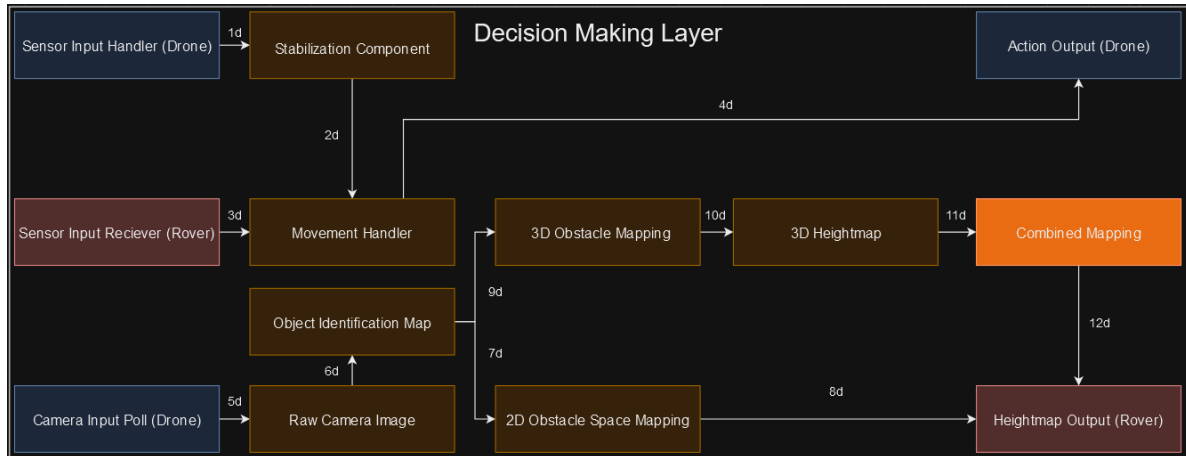 Decision Making Layer
Sensor Input Handler (Drone)
1d
Stabilization Component
Action Output (Drone)
4d
2d
Sensor Input Reciever (Rover)
3d
Movement Handler
3D Obstacle Mapping
10d
3D Heightmap
11d
Combined Mapping
9d
Object Identification Map
12d
7d
6d
Camera Input Poll (Drone)
5d
Raw Camera Image
2D Obstacle Space Mapping
8d
Heightmap Output (Rover)